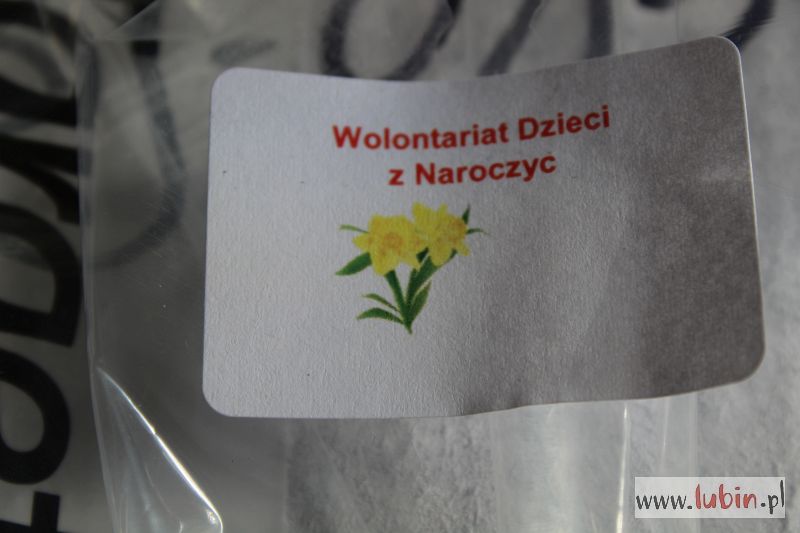 Wolontariat Dzieci
z Naroczyc
www.lubin.pl